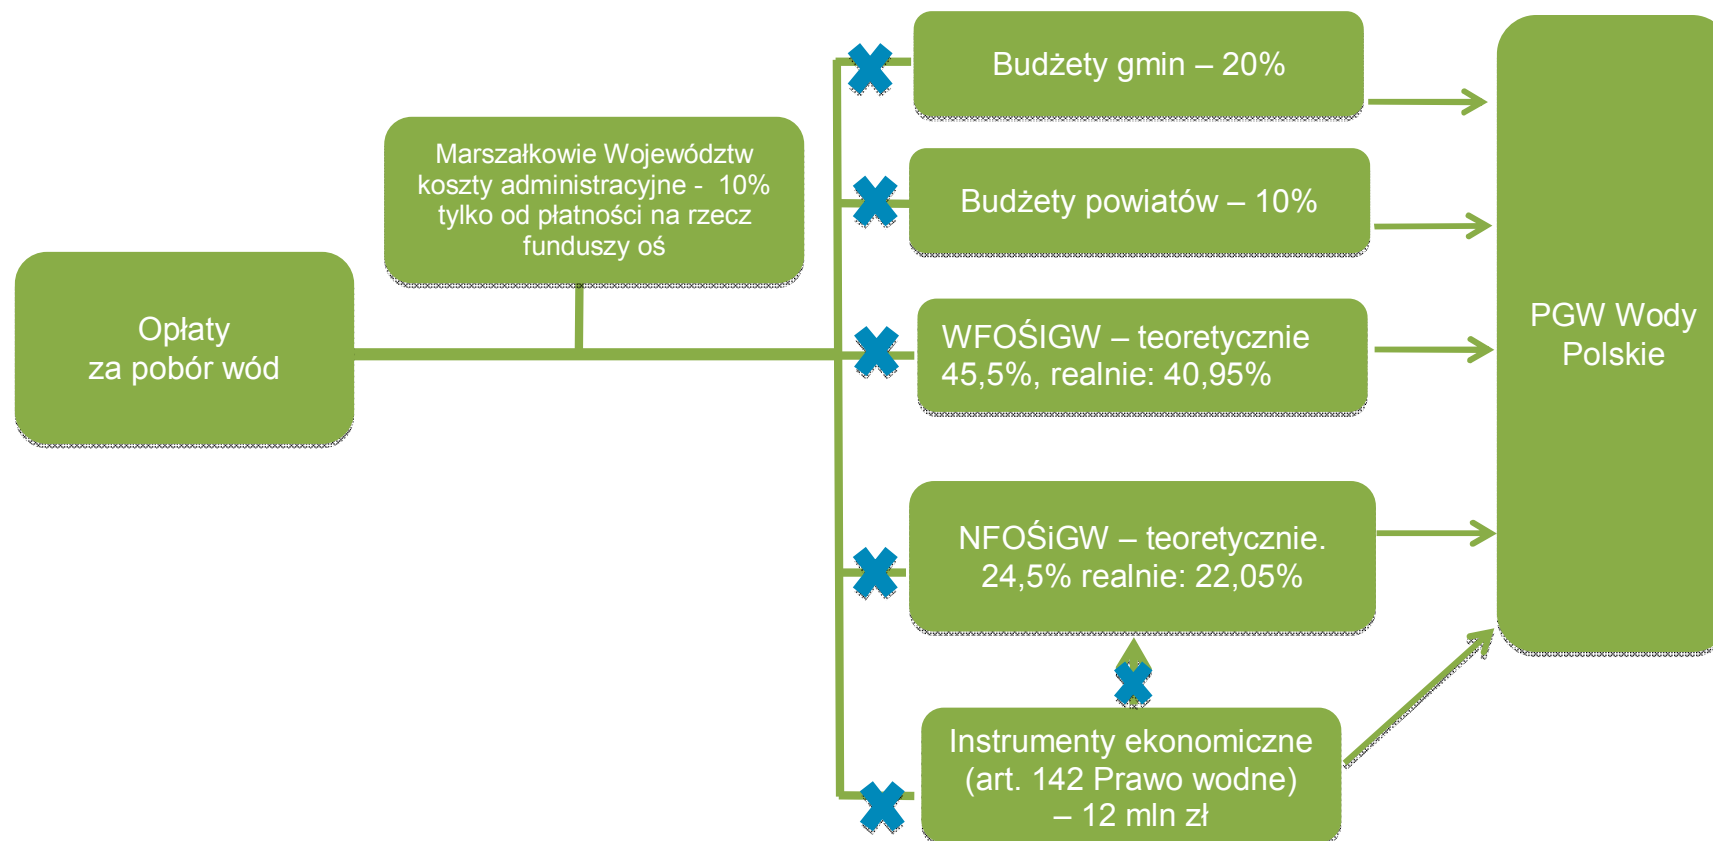 Opłaty
za pobór wód
Marszałkowie Województw
koszty administracyjne - 10%
tylko od płatności na rzecz
funduszy oś
Budżety gmin – 20%
Budżety powiatów – 10%
WFOŚIGW – teoretycznie
45,5%, realnie: 40,95%
NFOŚiGW – teoretycznie.
24,5% realnie: 22,05%
Instrumenty ekonomiczne
(art. 142 Prawo wodne)
– 12 mln zł
PGW Wody
Polskie